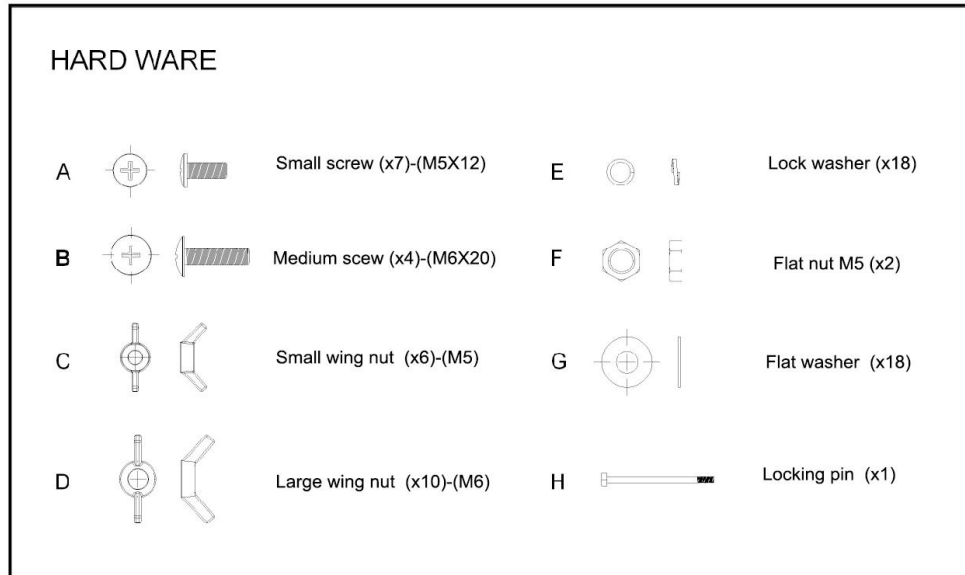 HARD WARE
A Small screw (x7)-(M5X12)
B Medium scew (x4)-(M6X20)
C Small wing nut (x6)-(M5)
D Large wing nut (x10)-(M6)
E Lock washer (x18)
F Flat nut M5 (x2)
G Flat washer (x18)
H Locking pin (x1)